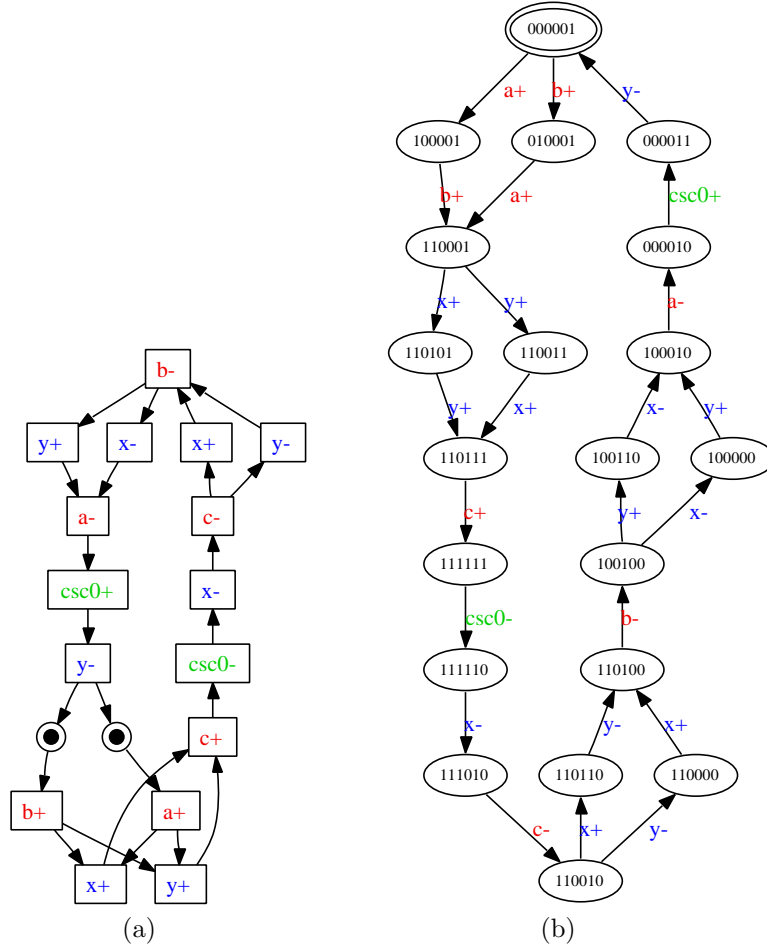 b-
y+ x- x+ y-
a- c-
csc0+ x-
y- csc0-
c+
b+ a+
x+ y+
(a)
000001
a+ b+ y-
100001 010001 000011
b+ a+ csc0+
110001 000010
x+ y+ a-
110101 110011 100010
y+ x+ x- y+
110111 100110 100000
c+ y+ x-
111111 100100
csc0- b-
111110 110100
x- y- x+
111010 110110 110000
c- x+ y-
110010
(b)